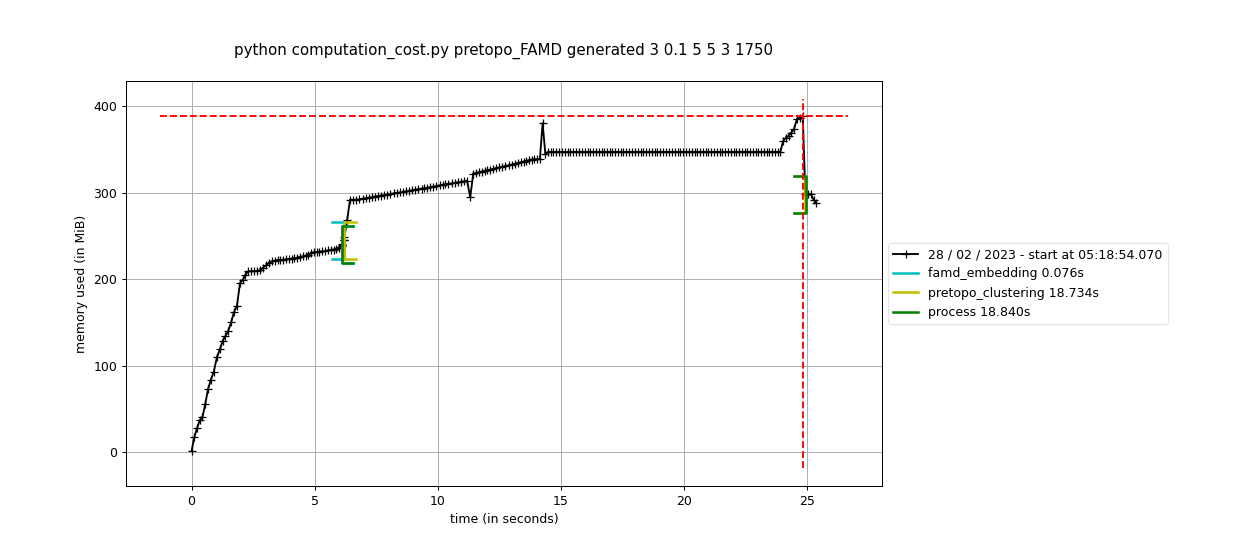 python computation_cost.py pretopo_FAMD generated 3 0.1 5 5 3 1750
memory used (in MiB)
400
300
200
100
0
0 5 10 15 20 25
time (in seconds)
28 / 02 / 2023 - start at 05:18:54.070
famd_embedding 0.076s
pretopo_clustering 18.734s
process 18.840s